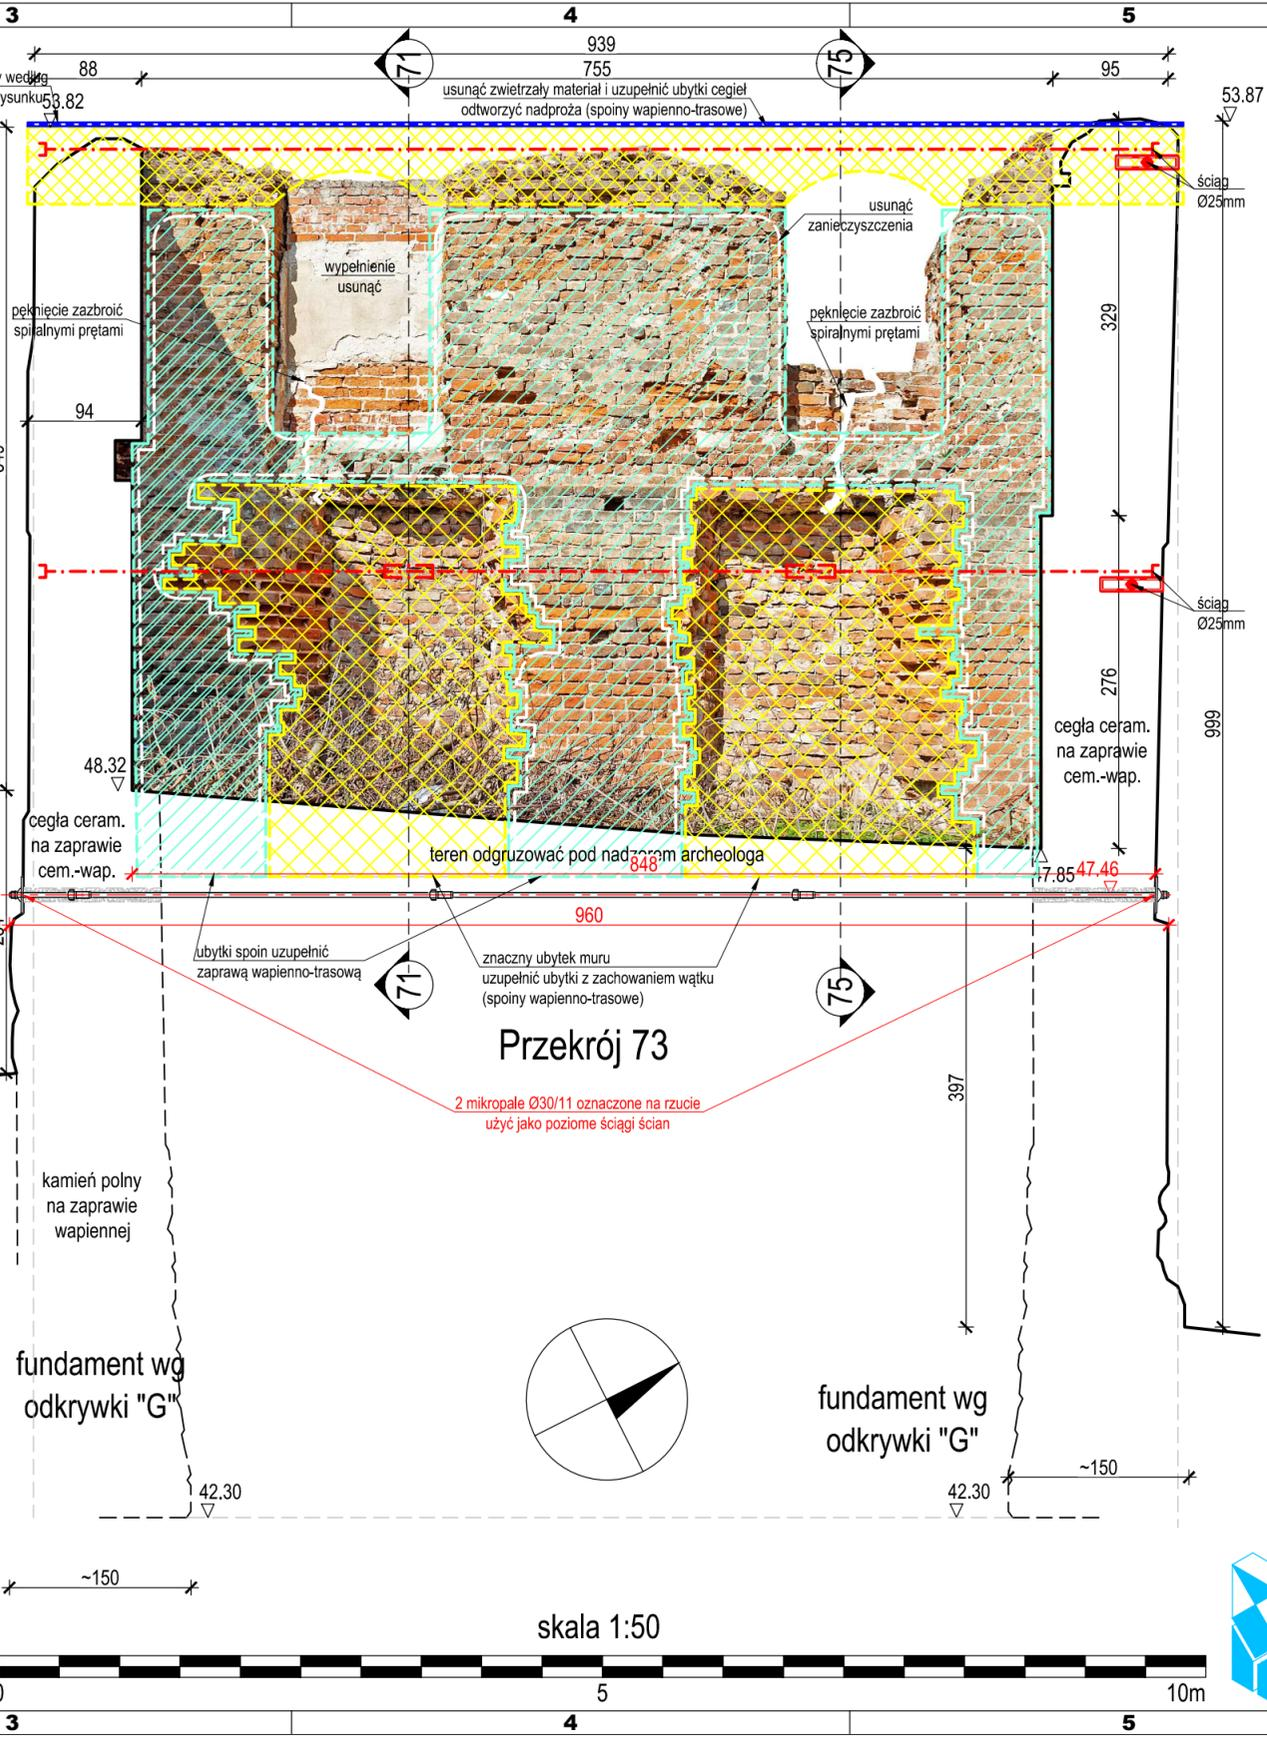 3 4 5
939
88 755 95
71 75
usunąć zwietrzały materiał i uzupełnić ubytki cegieł
odtworzyć nadproża (spoiny wapienno-trasowe)
według
53.82
53.87
ściąg
Ø25mm
usunąć
zanieczyszczenia
wypełnienie
usunąć
pęknięcie zazbroić
spiralnymi prętami
pęknięcie zazbroić
spiralnymi prętami
329
94
ściąg
Ø25mm
276
999
cegła ceram.
na zaprawie
cem.-wap.
48.32
cegła ceram.
na zaprawie
cem.-wap.
teren odgruzować pod nadzorem archeologa
848
47.46
960
ubytki spoin uzupełnić
zaprawą wapienno-trasową
znaczny ubytek muru
uzupełnić ubytki z zachowaniem wątku
(spoiny wapienno-trasowe)
71 75
Przekrój 73
2 mikropale Ø30/11 oznaczone na rzucie
użyć jako poziome ściągi ścian
397
kamień polny
na zaprawie
wapiennej
fundament wg
odkrywki "G"
fundament wg
odkrywki "G"
~150
42.30 42.30
~150
skala 1:50
5 10m
3 4 5